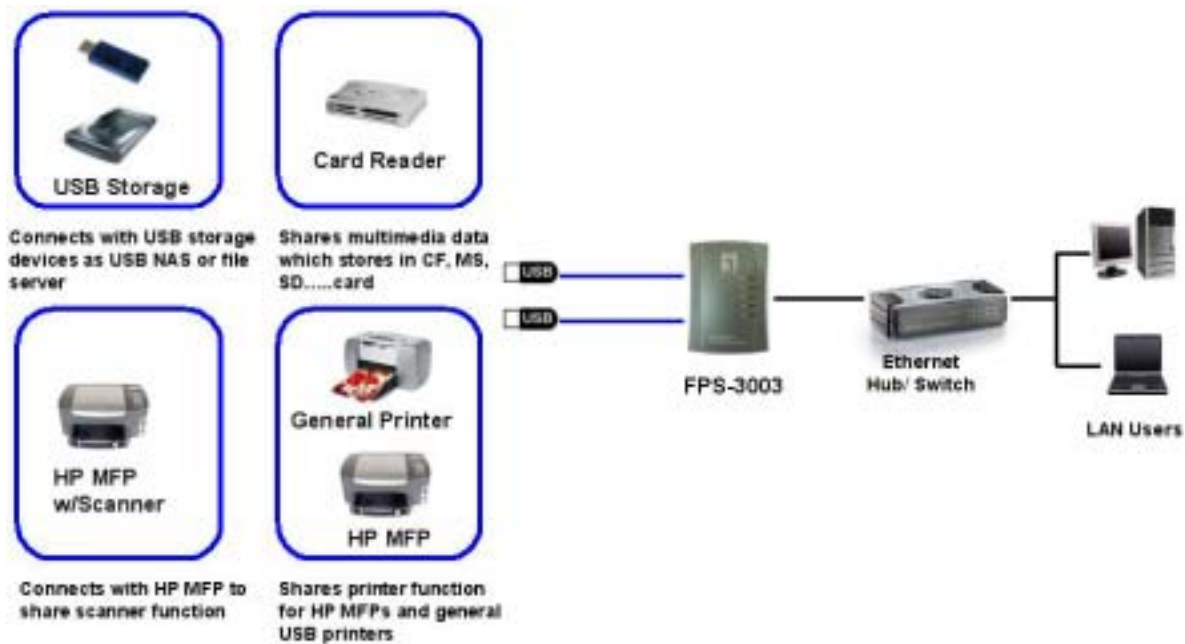 USB Storage
Connects with USB storage
devices as USB NAS or file
server
Card Reader
Shares multimedia data
which stores in CF, MS,
SD.....card
HP MFP
w/Scanner
Connects with HP MFP to
share scanner function
General Printer
HP MFP
Shares printer function
for HP MFPs and general
USB printers
USB
USB
FPS-3003
Ethernet
Hub/ Switch
LAN Users